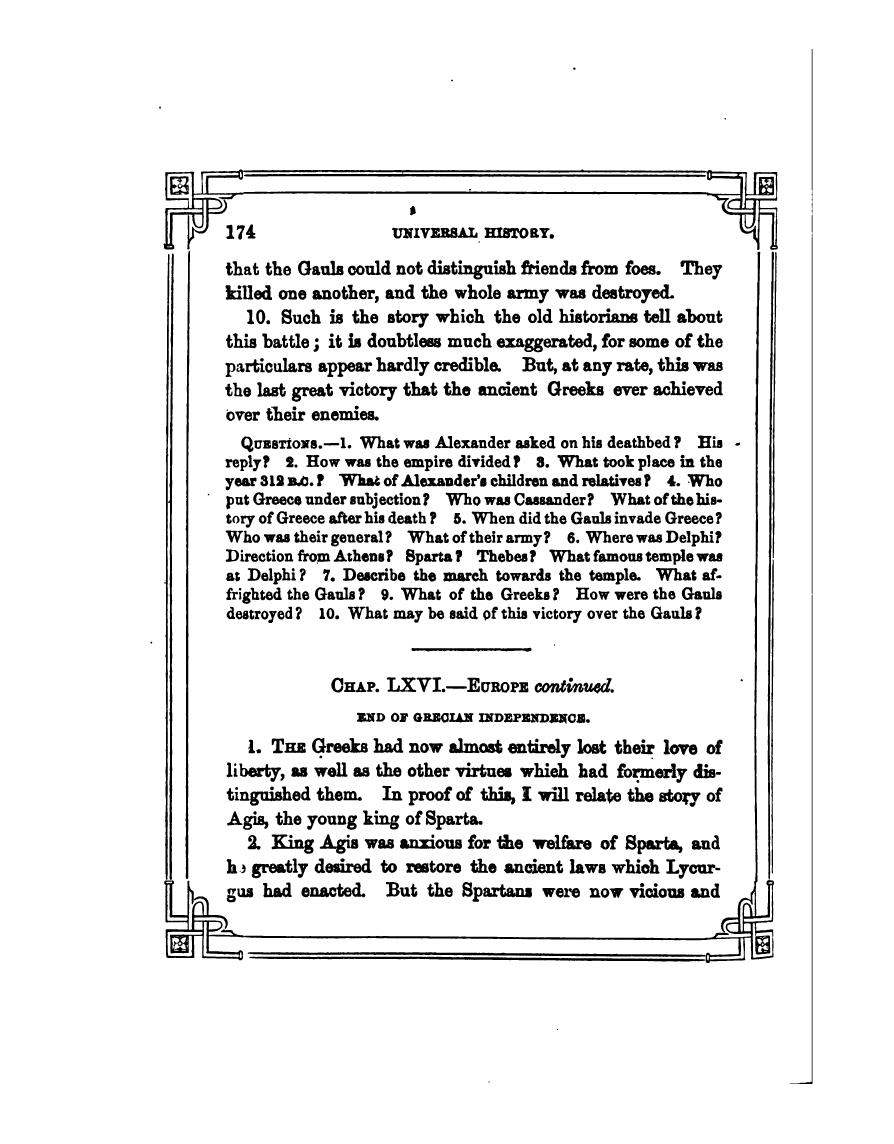 174 UNIVERSAL HISTORY.
that the Gauls could not distinguish friends from foes. They
killed one another, and the whole army was destroyed.
10. Such is the story which the old historians tell about
this battle; it is doubtless much exaggerated, for some of the
particulars appear hardly credible. But, at any rate, this was
the last great victory that the ancient Greeks ever achieved
over their enemies.
QUESTIONS.—1. What was Alexander asked on his deathbed? His
reply? 2. How was the empire divided? 3. What took place in the
year 312 B.C.? What of Alexander's children and relatives? 4. Who
put Greece under subjection? Who was Cassander? What of the his-
tory of Greece after his death? 5. When did the Gauls invade Greece?
Who was their general? What of their army? 6. Where was Delphi?
Direction from Athens? Sparta? Thebes? What famous temple was
at Delphi? 7. Describe the march towards the temple. What af-
frighted the Gauls? 9. What of the Greeks? How were the Gauls
destroyed? 10. What may be said of this victory over the Gauls?
CHAP. LXVI.—EUROPE continued.
END OF GRECIAN INDEPENDENCE.
1. THE Greeks had now almost entirely lost their love of
liberty, as well as the other virtues which had formerly dis-
tinguished them. In proof of this, I will relate the story of
Agis, the young king of Sparta.
2. King Agis was anxious for the welfare of Sparta, and
he greatly desired to restore the ancient laws which Lycur-
gus had enacted. But the Spartans were now vicious and